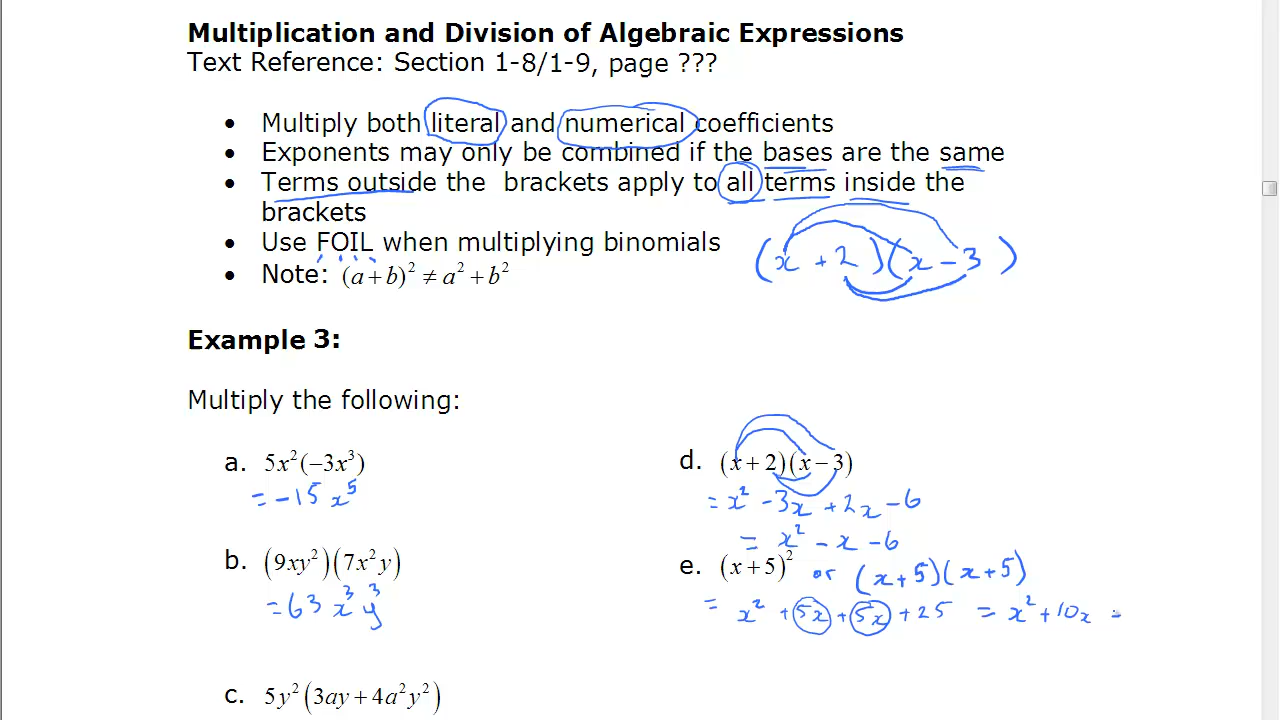 Multiplication and Division of Algebraic Expressions
Text Reference: Section 1-8/1-9, page ???
• Multiply both literal and numerical coefficients
• Exponents may only be combined if the bases are the same
• Terms outside the brackets apply to all terms inside the
brackets
• Use FOIL when multiplying binomials
(x + 2)(x - 3)
• Note: (a + b)² ≠ a² + b²
Example 3:
Multiply the following:
a. 5x²(−3x³)
= -15x⁵
b. (9xy²)(7x²y)
= 63x³y³
c. 5y²(3ay + 4a²y²)
d. (x + 2)(x − 3)
= x² - 3x + 2x - 6
= x² - x - 6
e. (x + 5)² or (x+5)(x+5)
= x² + 5x + 5x + 25 = x² + 10x =